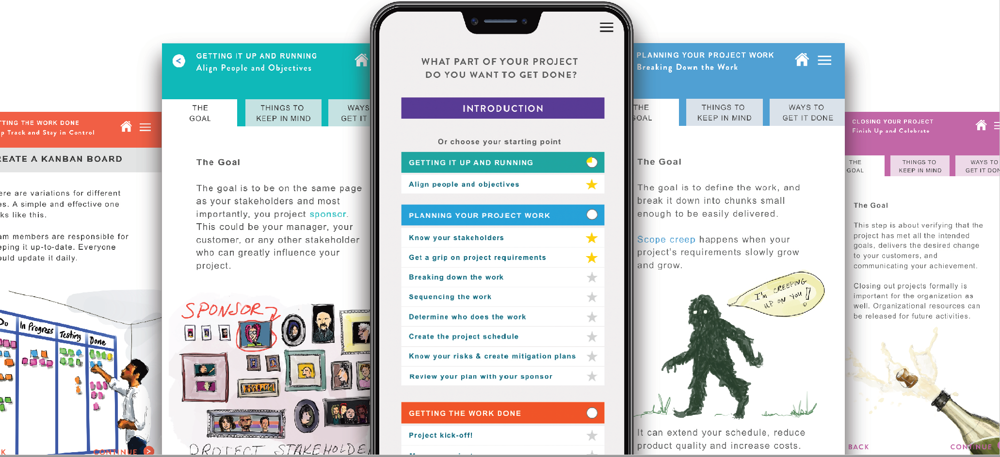 TTING THE WORK DONE
p Track and Stay in Control
REATE A KANBAN BOARD
ere are variations for different
es. A simple and effective one
ks like this.
am members are responsible for
eping it up-to-date. Everyone
ould update it daily.
Do
In Progress
Testing
Done
K
CONTINUE >
<
GETTING IT UP AND RUNNING
Align People and Objectives
THE
GOAL
THINGS TO
KEEP IN MIND
WAYS
GET IT
The Goal
The goal is to be on the same page
as your stakeholders and most
importantly, you project sponsor.
This could be your manager, your
customer, or any other stakeholder
who can greatly influence your
project.
SPONSOR
PROJECT STAKEHOLDE
WHAT PART OF YOUR PROJECT
DO YOU WANT TO GET DONE?
INTRODUCTION
Or choose your starting point
GETTING IT UP AND RUNNING
Align people and objectives
PLANNING YOUR PROJECT WORK
Know your stakeholders
Get a grip on project requirements
Breaking down the work
Sequencing the work
Determine who does the work
Create the project schedule
Know your risks & create mitigation plans
Review your plan with your sponsor
GETTING THE WORK DONE
Project kick-off!
PLANNING YOUR PROJECT WORK
Breaking Down the Work
THE
GOAL
THINGS TO
KEEP IN MIND
WAYS TO
GET IT DONE
The Goal
The goal is to define the work, and
break it down into chunks small
enough to be easily delivered.
Scope creep happens when your
project's requirements slowly grow
and grow.
I'm CREEPING
UP ON YOU!
It can extend your schedule, reduce
product quality and increase costs.
CLOSING YOUR PROJECT
Finish Up and Celebrate
THE
GOAL
THINGS TO
KEEP IN MIND
WAYS TO
GET IT DON
The Goal
This step is about verifying that the
project has met all the intended
goals, delivers the desired change
to your customers, and
communicating your achievement.
Closing out projects formally is
important for the organization as
well. Organizational resources can
be released for future activities.
BACK
CONTINUE